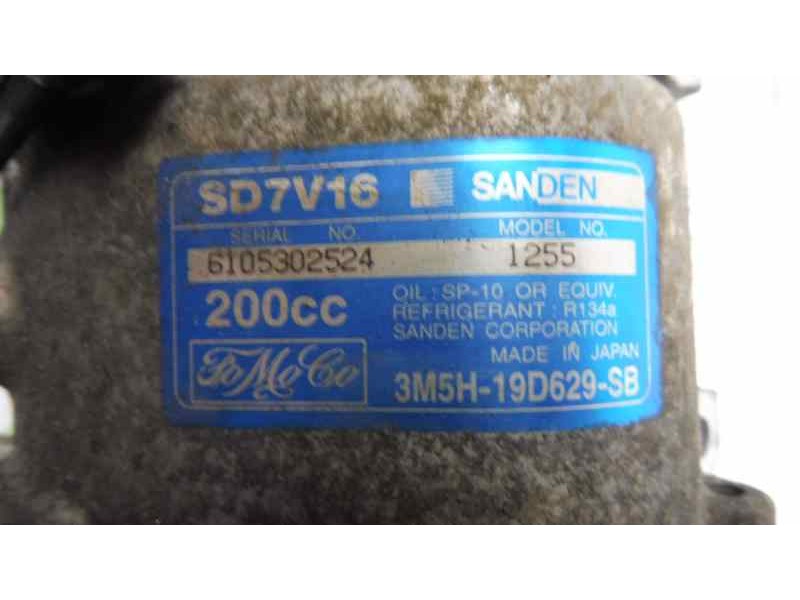 SD7V16 SANDEN
SERIAL NO. MODEL NO.
6105302524 1255
200cc OIL : SP-10 OR EQUIV.
REFRIGERANT : R134a
SANDEN CORPORATION
MADE IN JAPAN
FoMoCo 3M5H-19D629-SB